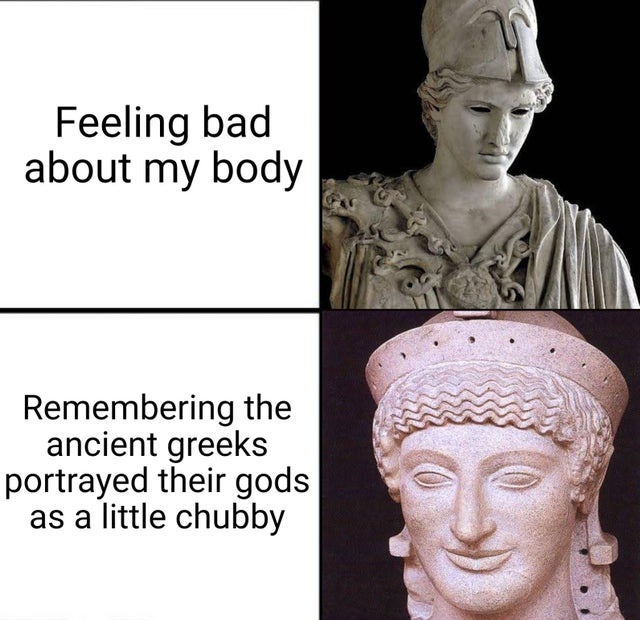 Feeling bad
about my body
Remembering the
ancient greeks
portrayed their gods
as a little chubby